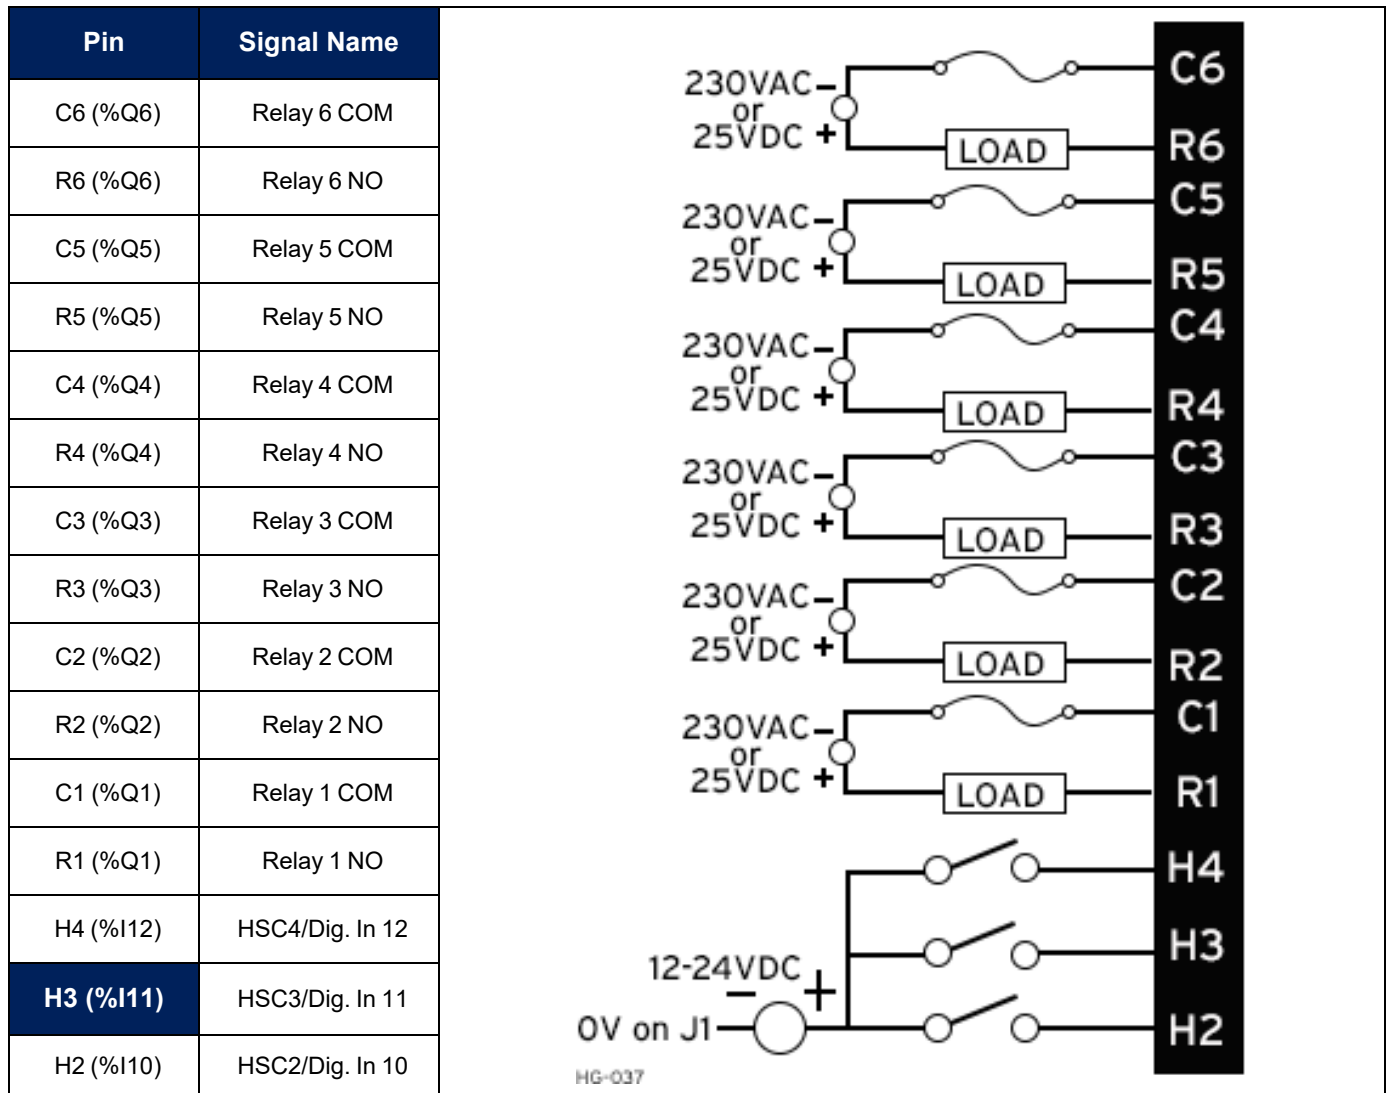 Pin Signal Name
C6 (%Q6) Relay 6 COM
R6 (%Q6) Relay 6 NO
C5 (%Q5) Relay 5 COM
R5 (%Q5) Relay 5 NO
C4 (%Q4) Relay 4 COM
R4 (%Q4) Relay 4 NO
C3 (%Q3) Relay 3 COM
R3 (%Q3) Relay 3 NO
C2 (%Q2) Relay 2 COM
R2 (%Q2) Relay 2 NO
C1 (%Q1) Relay 1 COM
R1 (%Q1) Relay 1 NO
H4 (%I12) HSC4/Dig. In 12
H3 (%I11) HSC3/Dig. In 11
H2 (%I10) HSC2/Dig. In 10
C6
230VAC -
or
25VDC +
LOAD R6
C5
230VAC -
or
25VDC +
LOAD R5
C4
230VAC -
or
25VDC +
LOAD R4
C3
230VAC -
or
25VDC +
LOAD R3
C2
230VAC -
or
25VDC +
LOAD R2
C1
230VAC -
or
25VDC +
LOAD R1
H4
H3
12-24VDC
- +
0V on J1 H2
HG-037